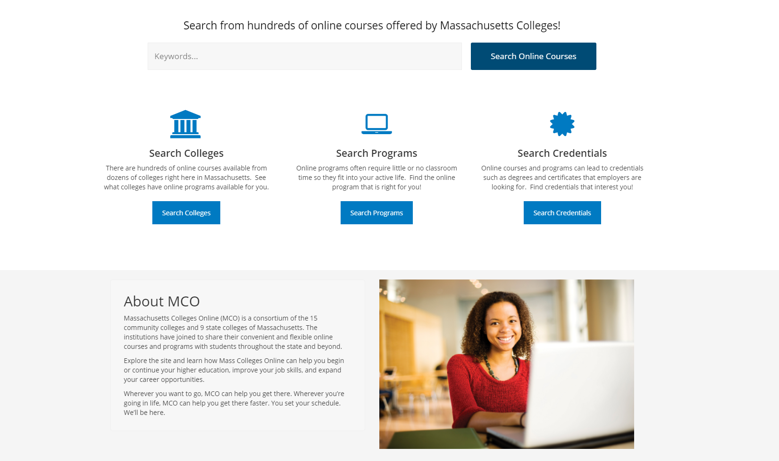 Search from hundreds of online courses offered by Massachusetts Colleges!
Keywords...
Search Online Courses
Search Colleges
There are hundreds of online courses available from
dozens of colleges right here in Massachusetts. See
what colleges have online programs available for you.
Search Colleges
Search Programs
Online programs often require little or no classroom
time so they fit into your active life. Find the online
program that is right for you!
Search Programs
Search Credentials
Online courses and programs can lead to credentials
such as degrees and certificates that employers are
looking for. Find credentials that interest you!
Search Credentials
About MCO
Massachusetts Colleges Online (MCO) is a consortium of the 15
community colleges and 9 state colleges of Massachusetts. The
institutions have joined to share their convenient and flexible online
courses and programs with students throughout the state and beyond.
Explore the site and learn how Mass Colleges Online can help you begin
or continue your higher education, improve your job skills, and expand
your career opportunities.
Wherever you want to go, MCO can help you get there. Wherever you're
going in life, MCO can help you get there faster. You set your schedule.
We'll be here.